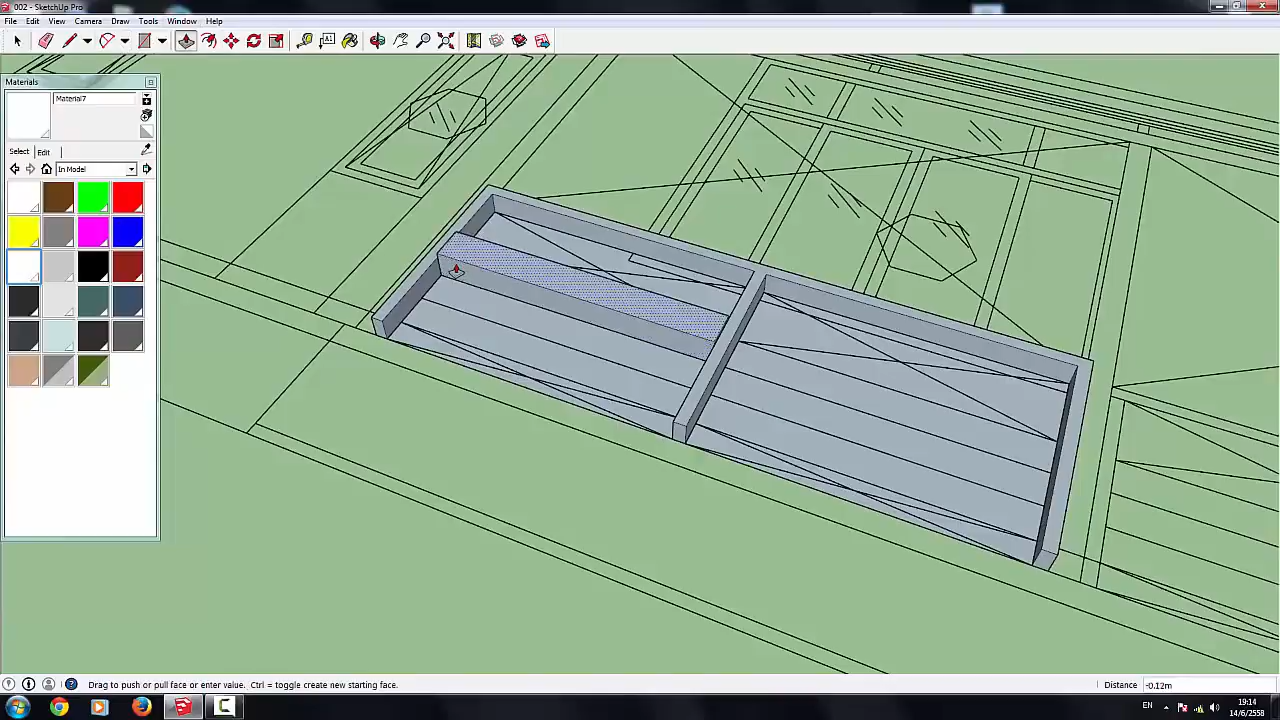 002 - SketchUp Pro
File Edit View Camera Draw Tools Window Help
Materials
Material7
Select Edit
In Model
Drag to push or pull face or enter value. Ctrl = toggle create new starting face.
Distance -0.12m
EN 19:14
14/6/2558